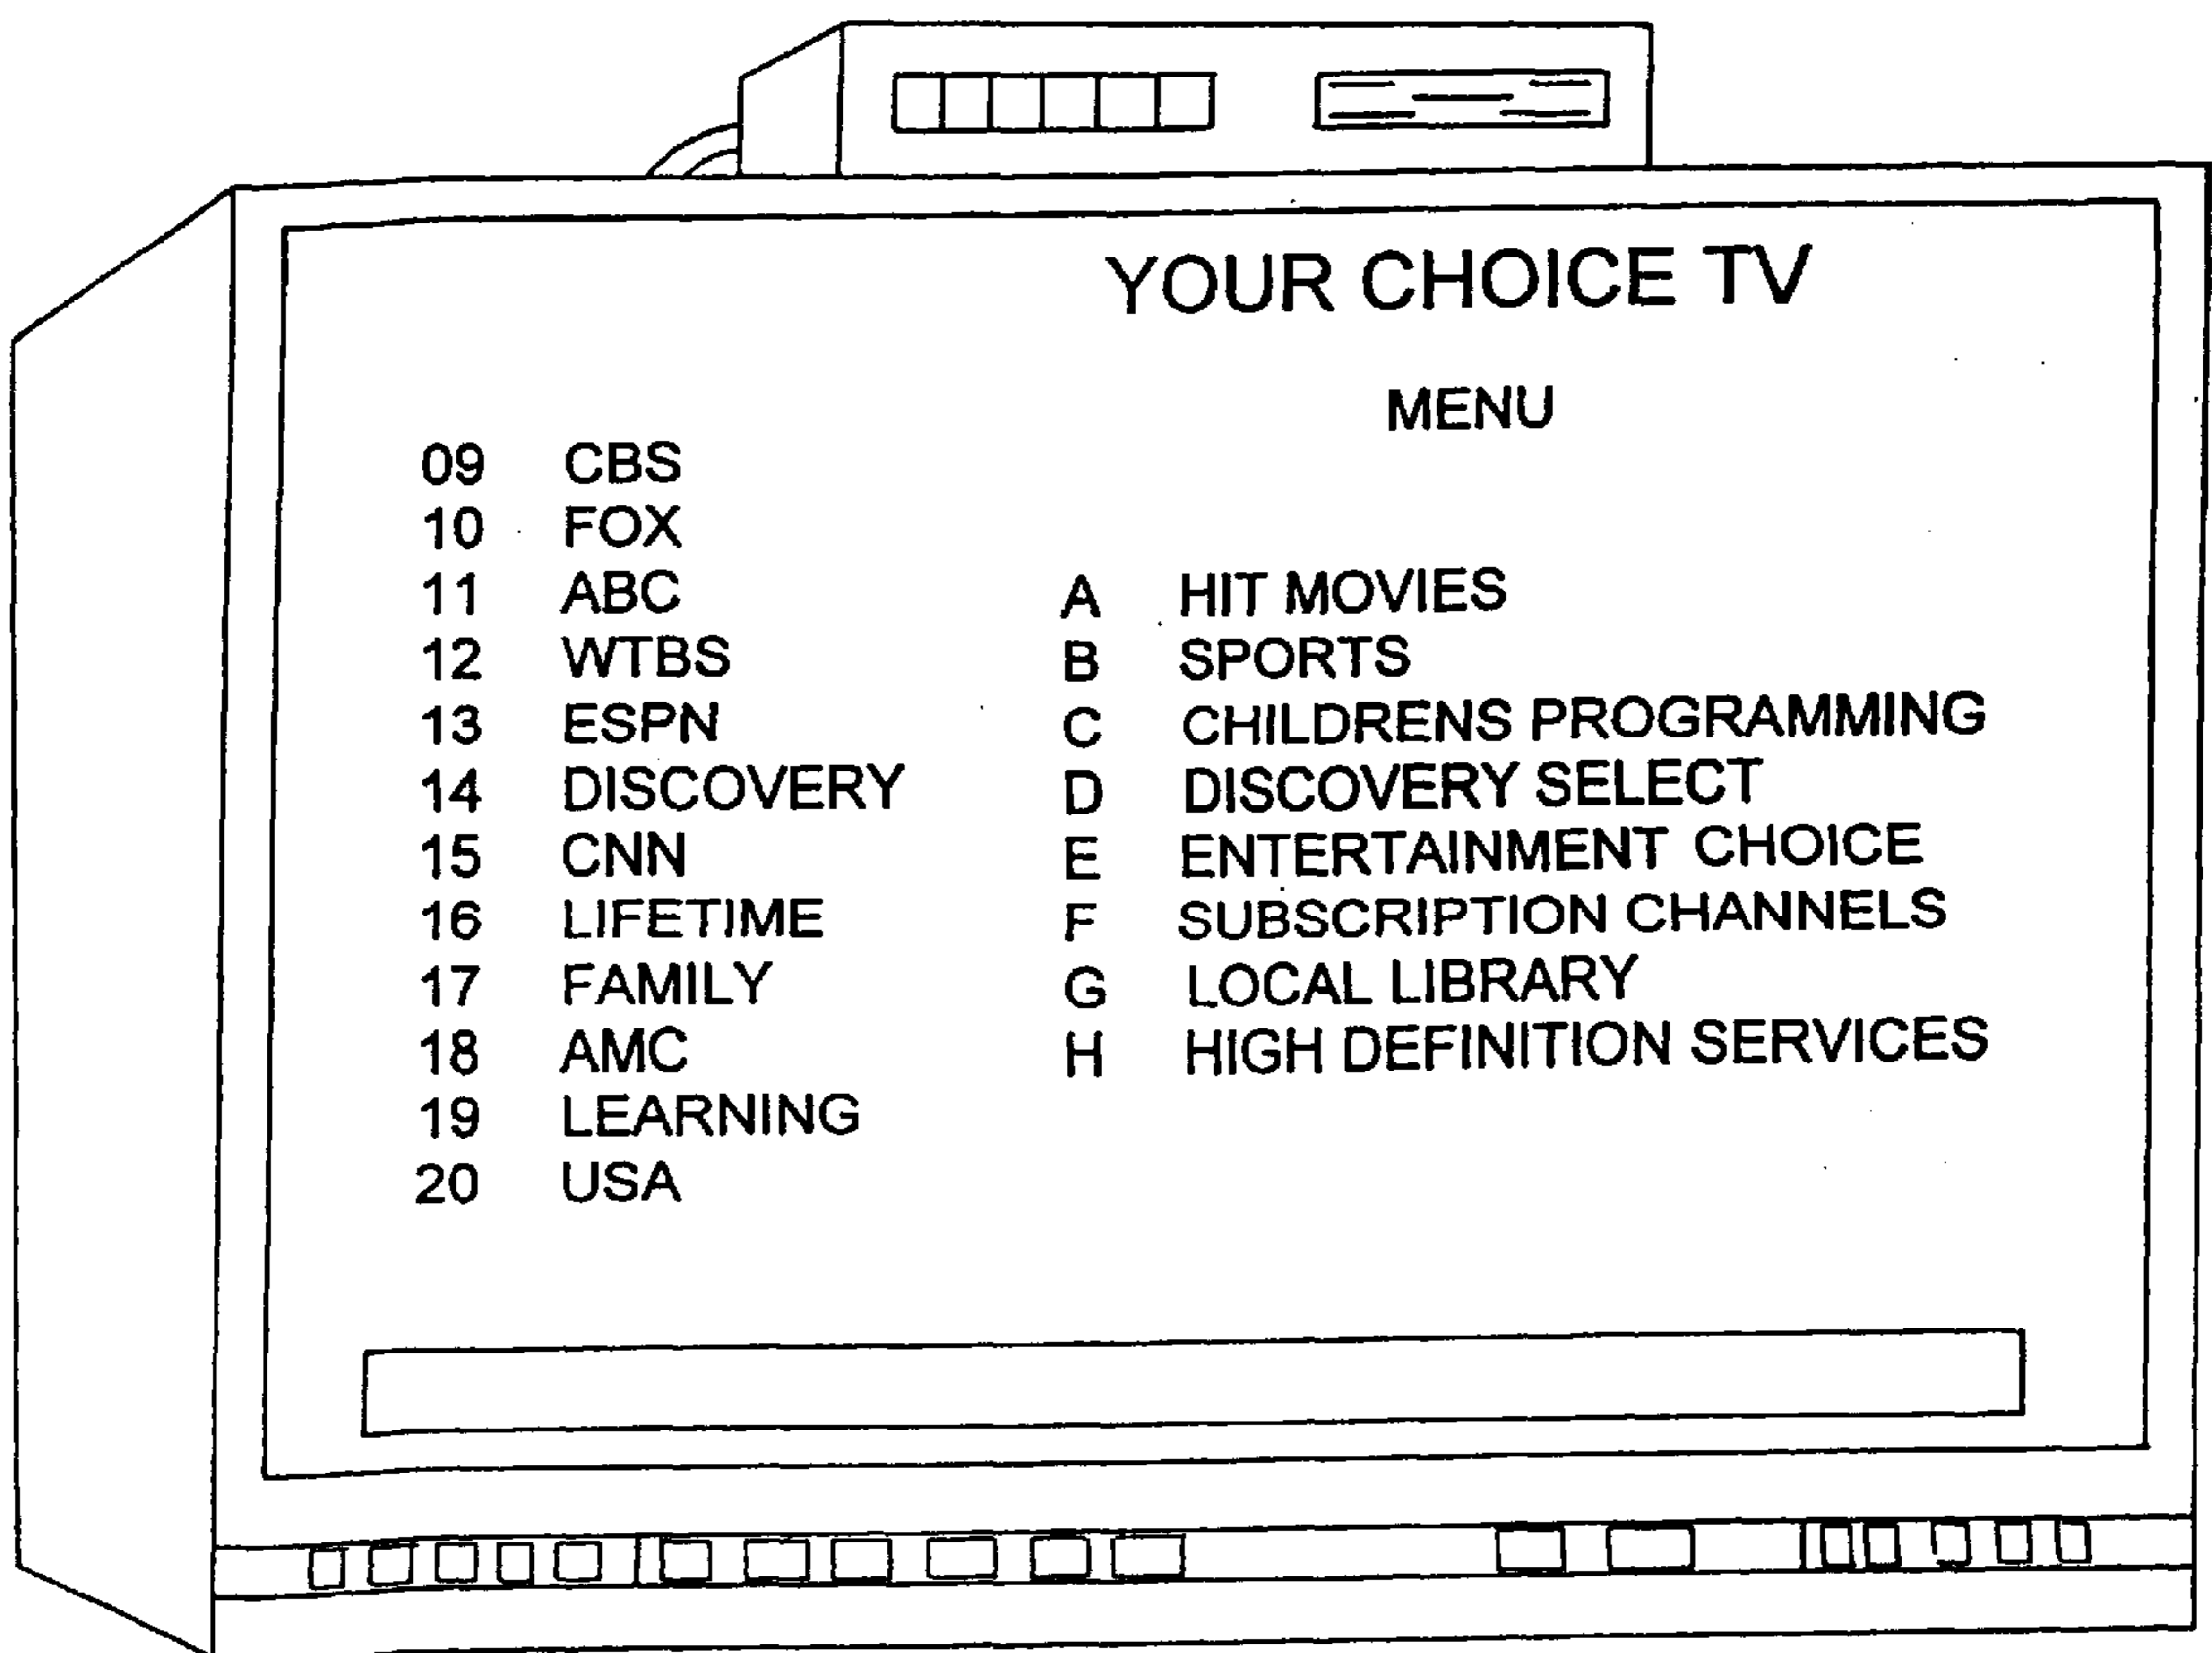 YOUR CHOICE TV
MENU
09 CBS
10 FOX
11 ABC
12 WTBS
13 ESPN
14 DISCOVERY
15 CNN
16 LIFETIME
17 FAMILY
18 AMC
19 LEARNING
20 USA
A HIT MOVIES
B SPORTS
C CHILDRENS PROGRAMMING
D DISCOVERY SELECT
E ENTERTAINMENT CHOICE
F SUBSCRIPTION CHANNELS
G LOCAL LIBRARY
H HIGH DEFINITION SERVICES